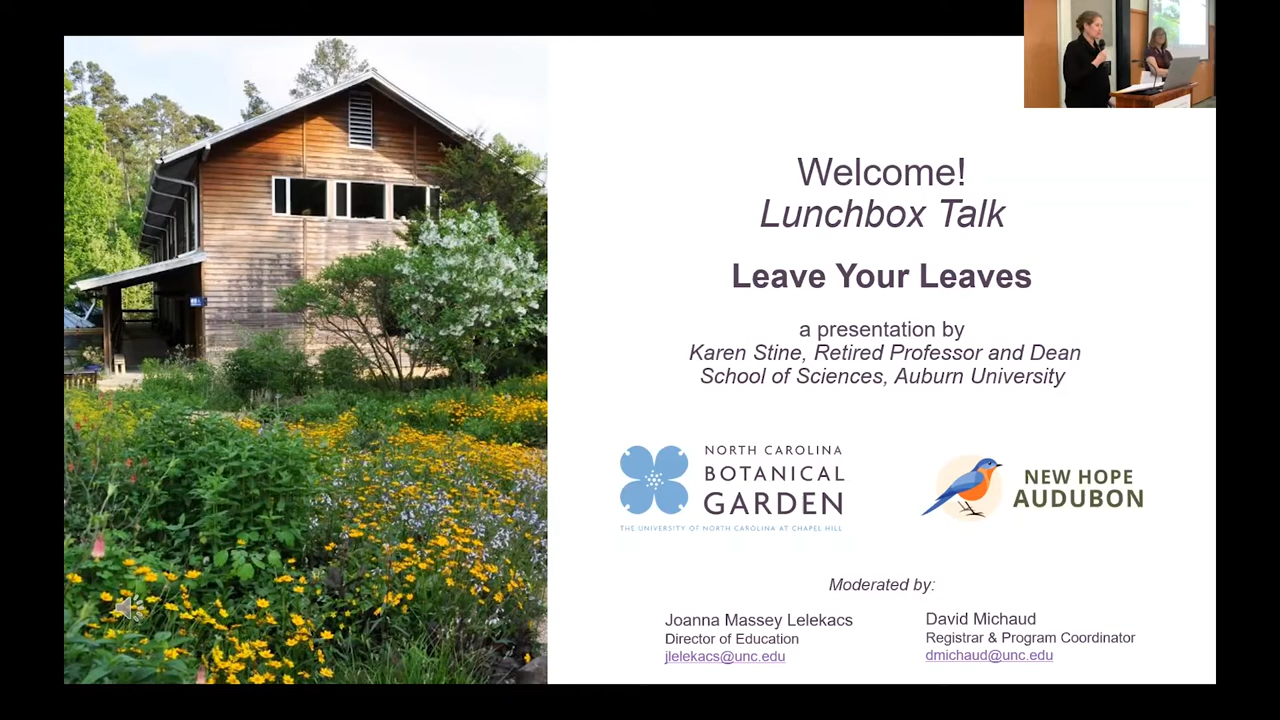 Welcome!
Lunchbox Talk
Leave Your Leaves
a presentation by
Karen Stine, Retired Professor and Dean
School of Sciences, Auburn University
NORTH CAROLINA
BOTANICAL
GARDEN
THE UNIVERSITY OF NORTH CAROLINA AT CHAPEL HILL
NEW HOPE
AUDUBON
Moderated by:
Joanna Massey Lelekacs
Director of Education
jlelekacs@unc.edu
David Michaud
Registrar & Program Coordinator
dmichaud@unc.edu